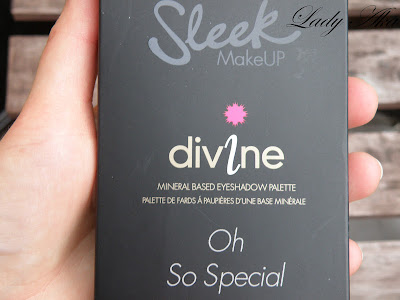 Sleek
MakeUP
Lady
divine
MINERAL BASED EYESHADOW PALETTE
PALETTE DE FARDS À PAUPIÈRES D'UNE BASE MINÉRALE
Oh
So Special